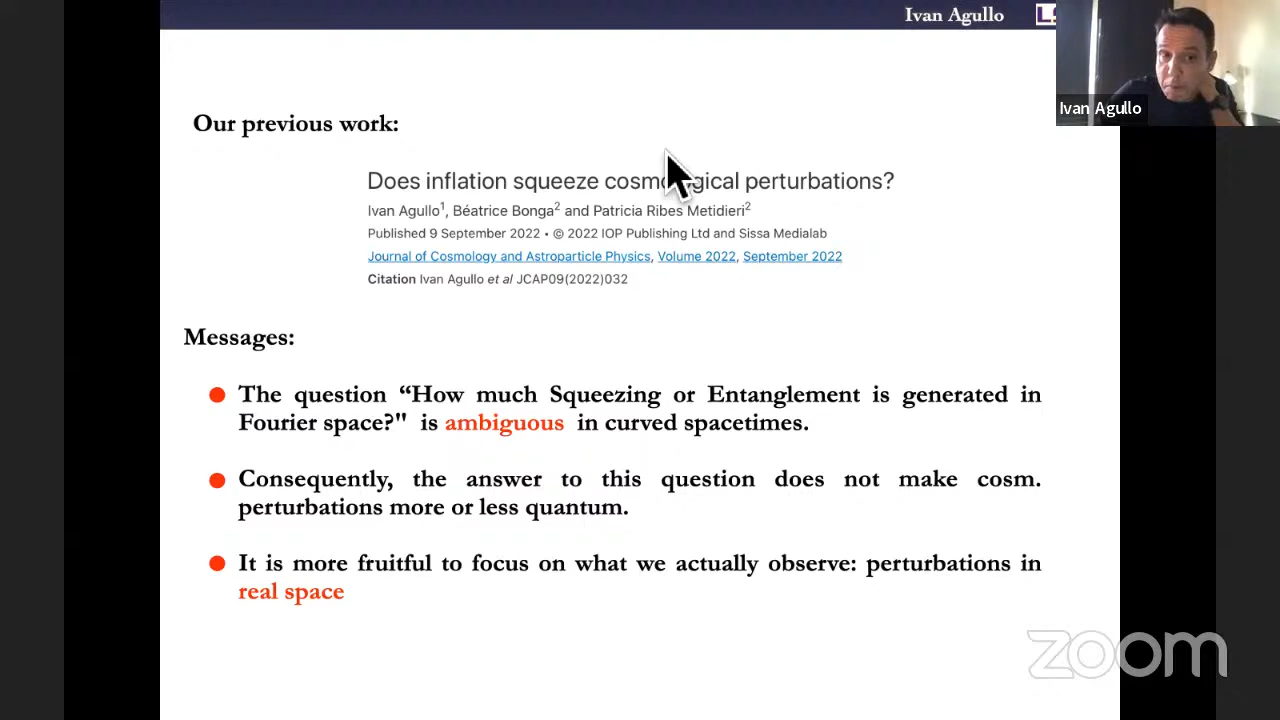 Ivan Agullo
Ivan Agullo
Our previous work:
Does inflation squeeze cosmological perturbations?
Ivan Agullo1, Béatrice Bonga2 and Patricia Ribes Metidieri2
Published 9 September 2022 • © 2022 IOP Publishing Ltd and Sissa Medialab
Journal of Cosmology and Astroparticle Physics, Volume 2022, September 2022
Citation Ivan Agullo et al JCAP09(2022)032
Messages:
The question “How much Squeezing or Entanglement is generated in
Fourier space?" is ambiguous in curved spacetimes.
Consequently, the answer to this question does not make cosm.
perturbations more or less quantum.
It is more fruitful to focus on what we actually observe: perturbations in
real space
zoom